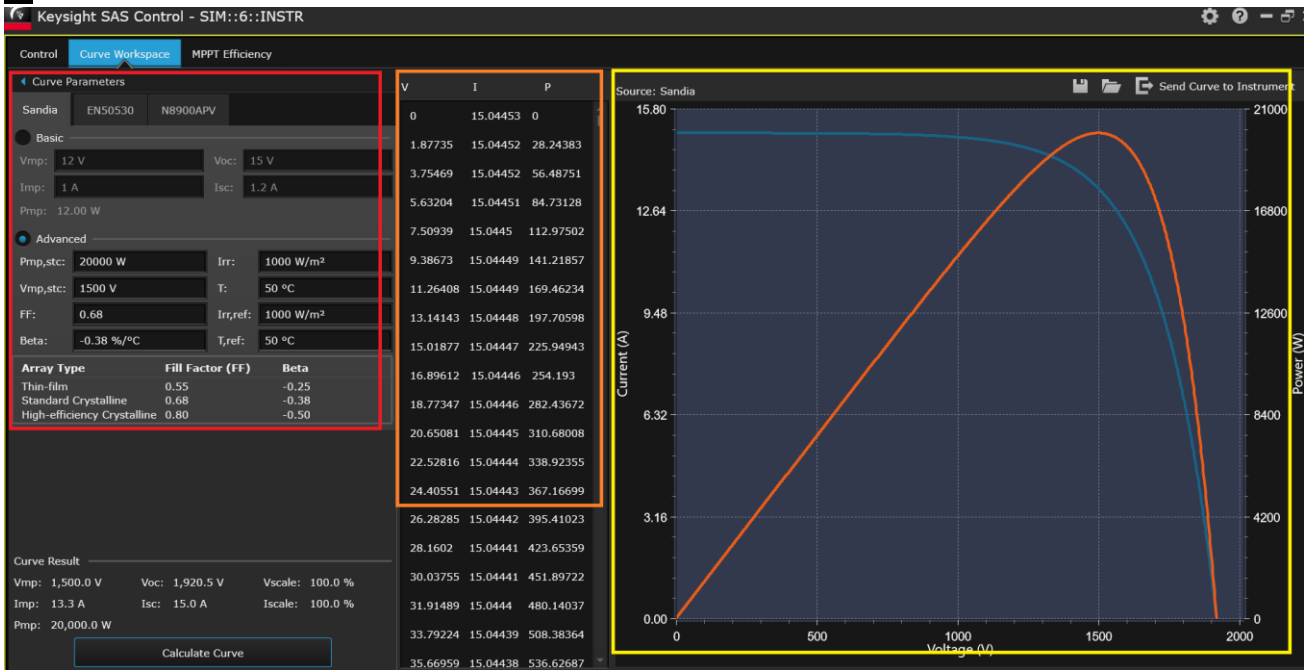 Keysight SAS Control - SIM::6::INSTR
Control Curve Workspace MPPT Efficiency
Curve Parameters
Sandia EN50530 N8900APV
Basic
Vmp: 12 V Voc: 15 V
Imp: 1 A Isc: 1.2 A
Pmp: 12.00 W
Advanced
Pmp,stc: 20000 W Irr: 1000 W/m²
Vmp,stc: 1500 V T: 50 ºC
FF: 0.68 Irr,ref: 1000 W/m²
Beta: -0.38 %/ºC T,ref: 50 ºC
Array Type Fill Factor (FF) Beta
Thin-film 0.55 -0.25
Standard Crystalline 0.68 -0.38
High-efficiency Crystalline 0.80 -0.50
Curve Result
Vmp: 1,500.0 V Voc: 1,920.5 V Vscale: 100.0 %
Imp: 13.3 A Isc: 15.0 A Iscale: 100.0 %
Pmp: 20,000.0 W
Calculate Curve
V I P
0 15.04453 0
1.87735 15.04452 28.24383
3.75469 15.04452 56.48751
5.63204 15.04451 84.73128
7.50939 15.0445 112.97502
9.38673 15.04449 141.21857
11.26408 15.04449 169.46234
13.14143 15.04448 197.70598
15.01877 15.04447 225.94943
16.89612 15.04446 254.193
18.77347 15.04446 282.43672
20.65081 15.04445 310.68008
22.52816 15.04444 338.92355
24.40551 15.04443 367.16699
26.28285 15.04442 395.41023
28.1602 15.04441 423.65359
30.03755 15.04441 451.89722
31.91489 15.0444 480.14037
33.79224 15.04439 508.38364
35.66959 15.04438 536.62687
Source: Sandia Send Curve to Instrument
15.80 21000
12.64 16800
9.48 12600
Current (A) Power (W)
6.32 8400
3.16 4200
0.00 0
0 500 1000 1500 2000
Voltage (V)